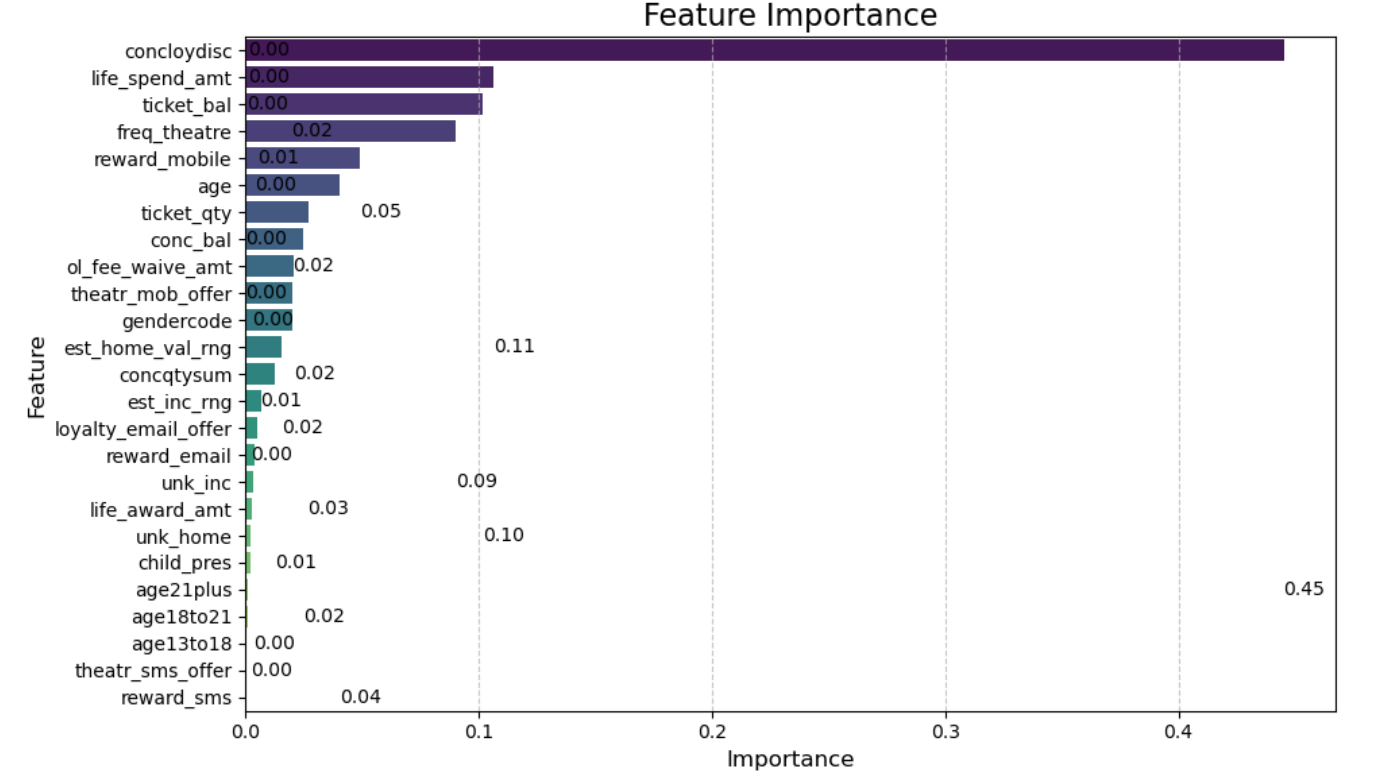 Feature Importance
concloydisc 0.00
life_spend_amt 0.00
ticket_bal 0.00
freq_theatre 0.02
reward_mobile 0.01
age 0.00
ticket_qty 0.05
conc_bal 0.00
ol_fee_waive_amt 0.02
theatr_mob_offer 0.00
gendercode 0.00
est_home_val_rng 0.11
concqtysum 0.02
est_inc_rng 0.01
loyalty_email_offer 0.02
reward_email 0.00
unk_inc 0.09
life_award_amt 0.03
unk_home 0.10
child_pres 0.01
age21plus 0.45
age18to21 0.02
age13to18 0.00
theatr_sms_offer 0.00
reward_sms 0.04
Feature
0.0 0.1 0.2 0.3 0.4
Importance